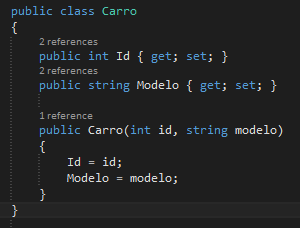 public class Carro
{
2 references
public int Id { get; set; }
2 references
public string Modelo { get; set; }
1 reference
public Carro(int id, string modelo)
{
Id = id;
Modelo = modelo;
}
}